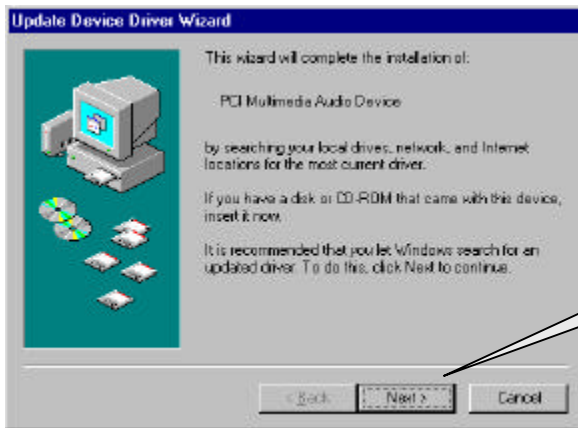 Update Device Driver Wizard
This wizard will complete the installation of:
PCI Multimedia Audio Device
by searching your local drives, network, and Internet
locations for the most current driver.
If you have a disk or CD-ROM that came with this device,
insert it now.
It is recommended that you let Windows search for an
updated driver. To do this, click Next to continue.
< Back
Next >
Cancel